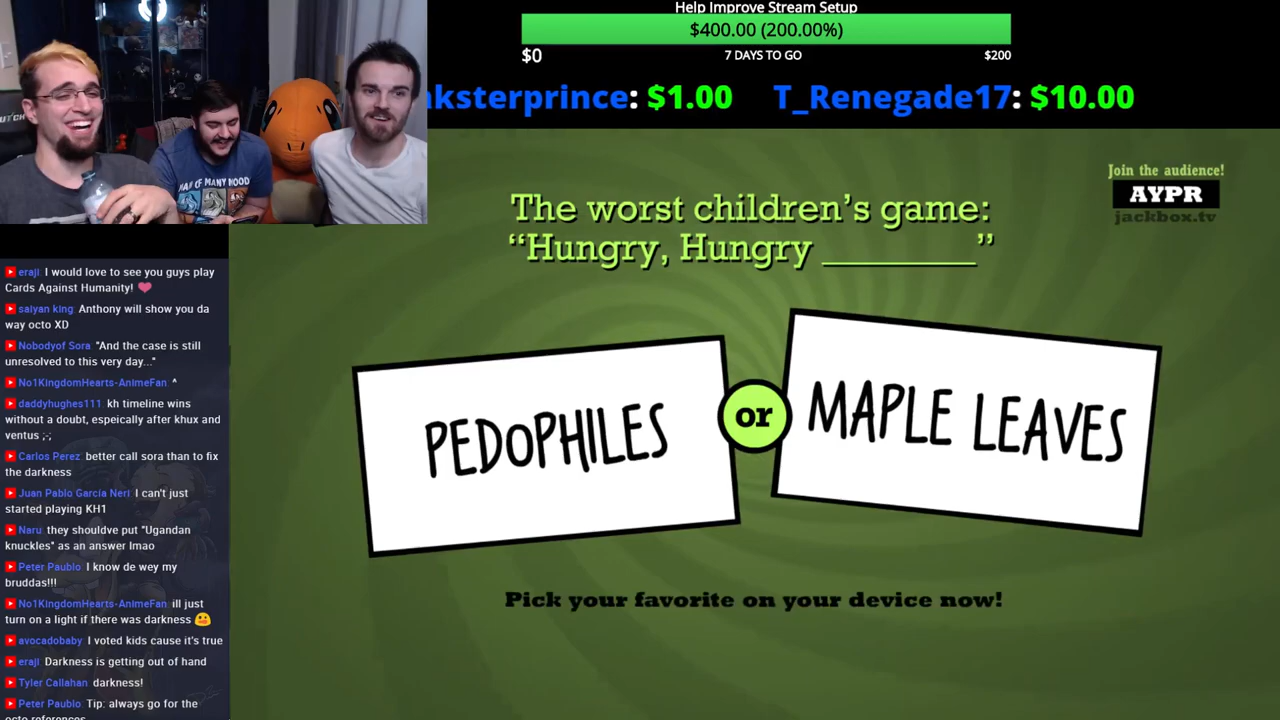 Help Improve Stream Setup
$400.00 (200.00%)
$0
7 DAYS TO GO
$200
aksterprince: $1.00 T_Renegade17: $10.00
Join the audience!
AYPR
jackbox.tv
The worst children's game:
“Hungry, Hungry ________”
PEDOPHILES
or
MAPLE LEAVES
Pick your favorite on your device now!
MAN OF MANY MOOD
eraji I would love to see you guys play
Cards Against Humanity!
saiyan king Anthony will show you da
way octo XD
Nobodyof Sora "And the case is still
unresolved to this very day..."
No1KingdomHearts-AnimeFan ^
daddyhughes111 kh timeline wins
without a doubt, espeically after khux and
ventus ;-;
Carlos Perez better call sora than to fix
the darkness
Juan Pablo García Neri I can't just
started playing KH1
Naru they shouldve put "Ugandan
knuckles" as an answer lmao
Peter Paublo I know de wey my
bruddas!!!
No1KingdomHearts-AnimeFan ill just
turn on a light if there was darkness
avocadobaby I voted kids cause it's true
eraji Darkness is getting out of hand
Tyler Callahan darkness!
Peter Paublo Tip: always go for the
octo references